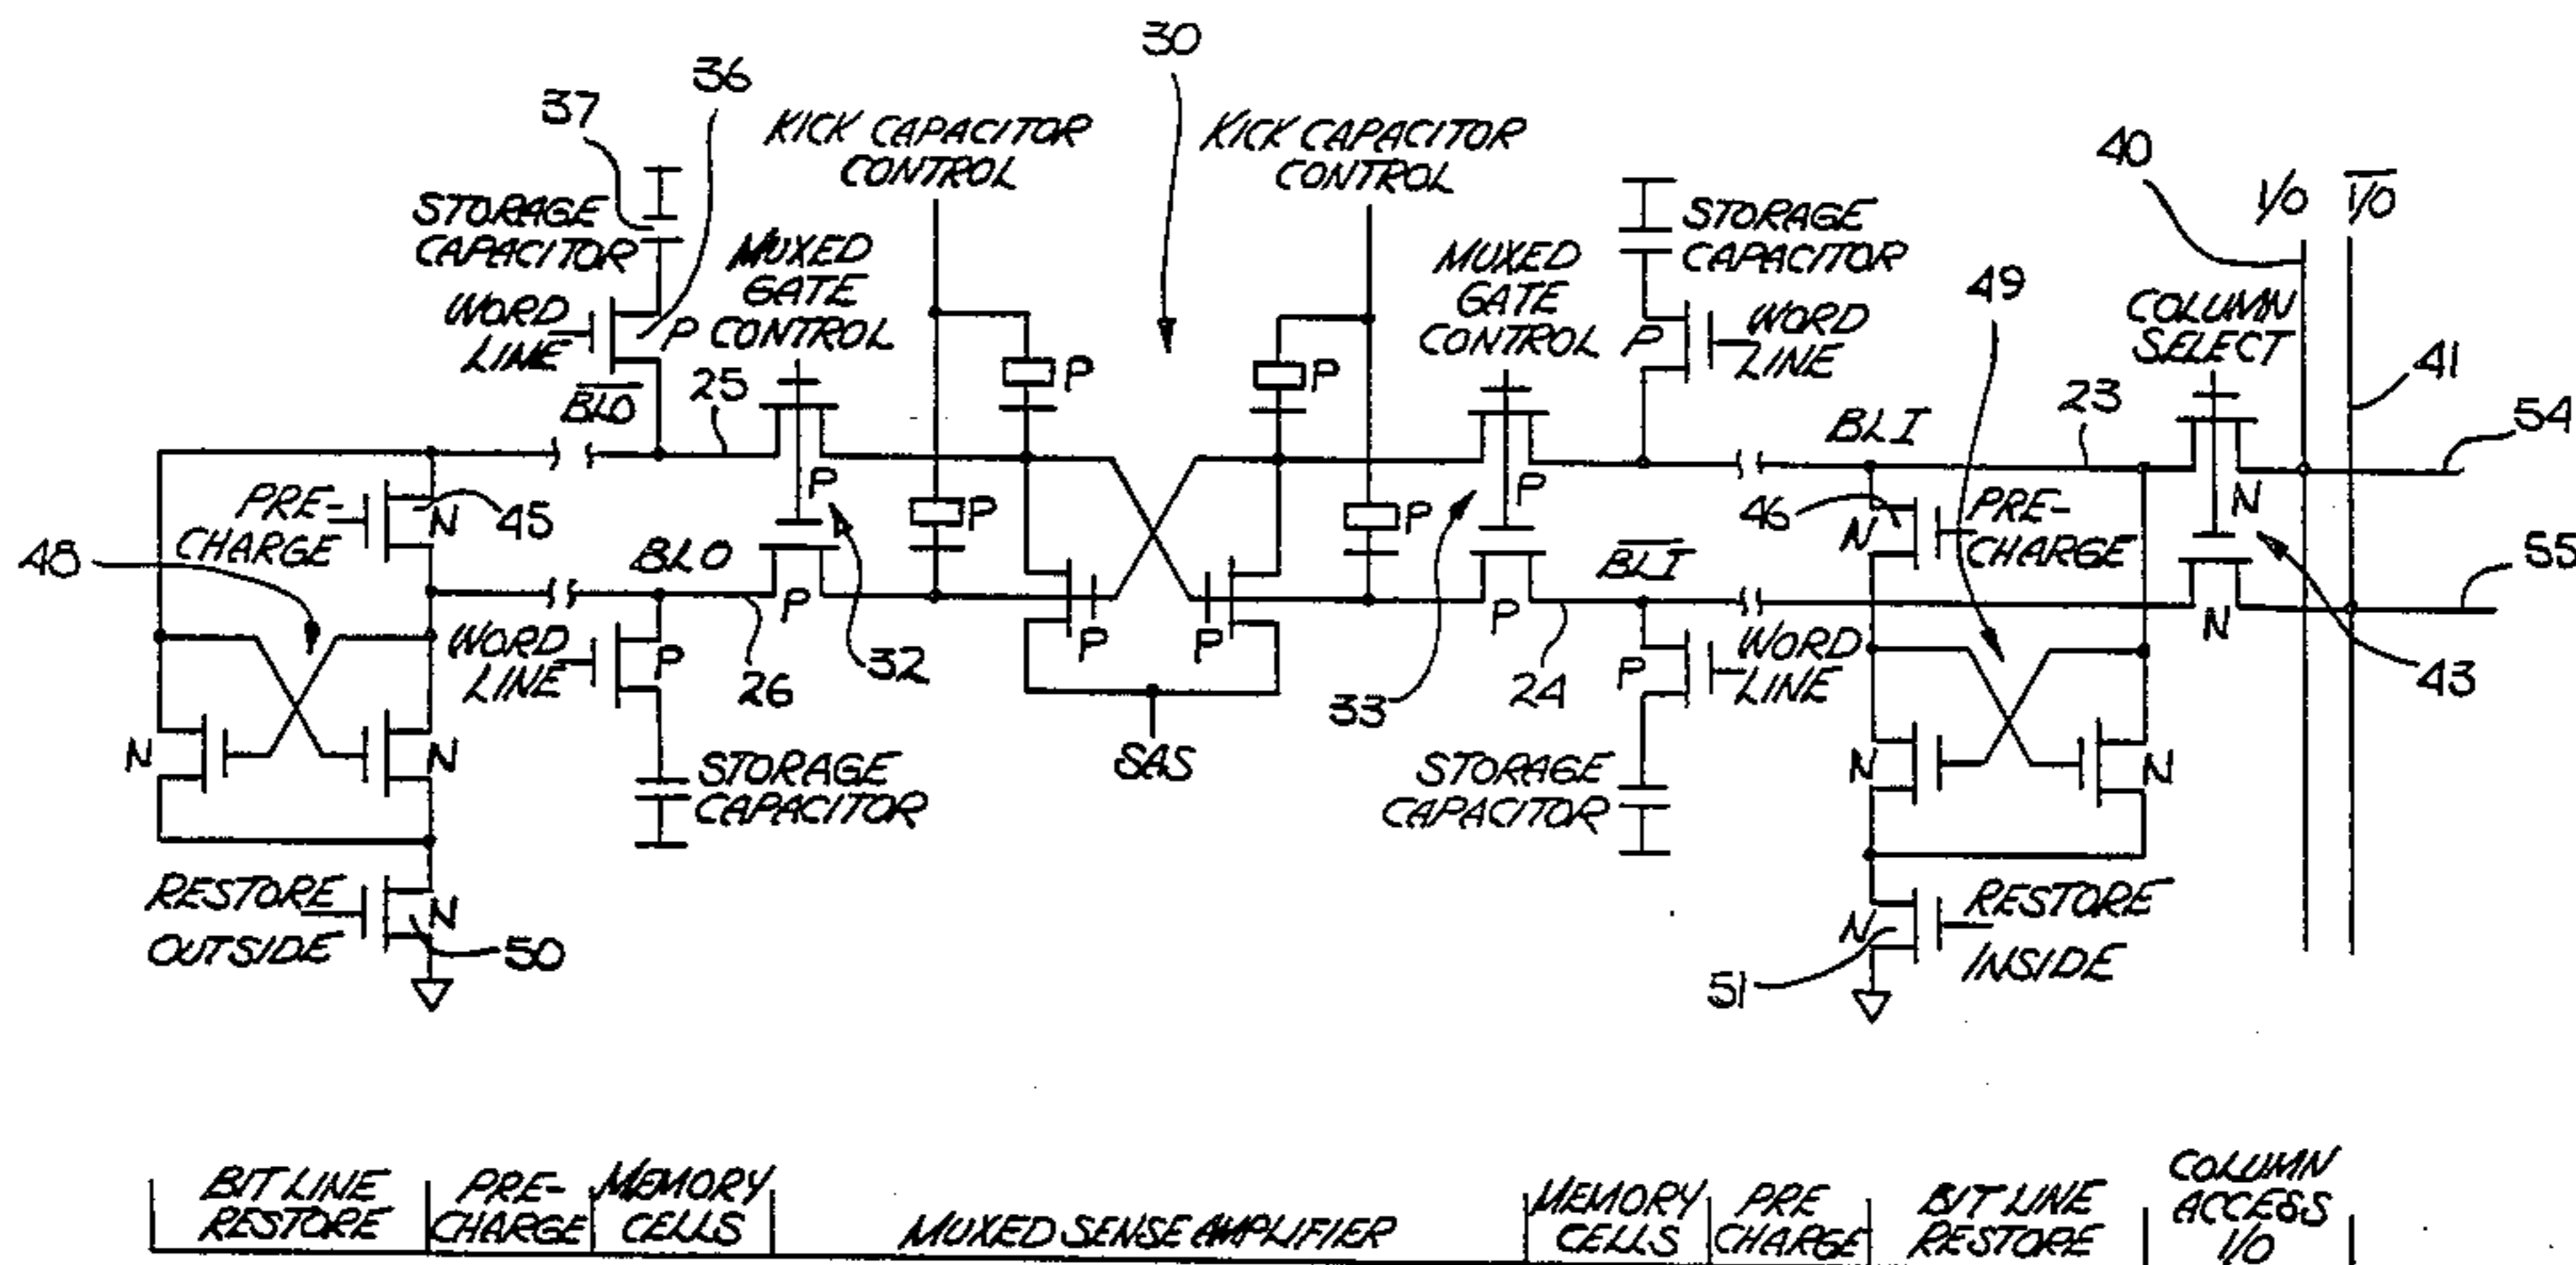 30
36
37
KICK CAPACITOR
CONTROL
KICK CAPACITOR
CONTROL
40
I/O
I/O
STORAGE
CAPACITOR
MUXED
GATE
CONTROL
MUXED
GATE
CONTROL
STORAGE
CAPACITOR
49
COLUMN
SELECT
WORD
LINE
P
P
P
P
WORD
LINE
41
BLO
25
BLI
23
54
PRE-
CHARGE
N
45
P
P
P
P
33
46
N
PRE-
CHARGE
N
43
48
BLO
BLI
55
WORD
LINE
P
26
P
32
P
P
P
24
P
WORD
LINE
N
N
N
SAS
STORAGE
CAPACITOR
STORAGE
CAPACITOR
N
N
RESTORE
OUTSIDE
N
50
N
51
RESTORE
INSIDE
BIT LINE
RESTORE
PRE-
CHARGE
MEMORY
CELLS
MUXED SENSE AMPLIFIER
MEMORY
CELLS
PRE
CHARGE
BIT LINE
RESTORE
COLUMN
ACCESS
I/O